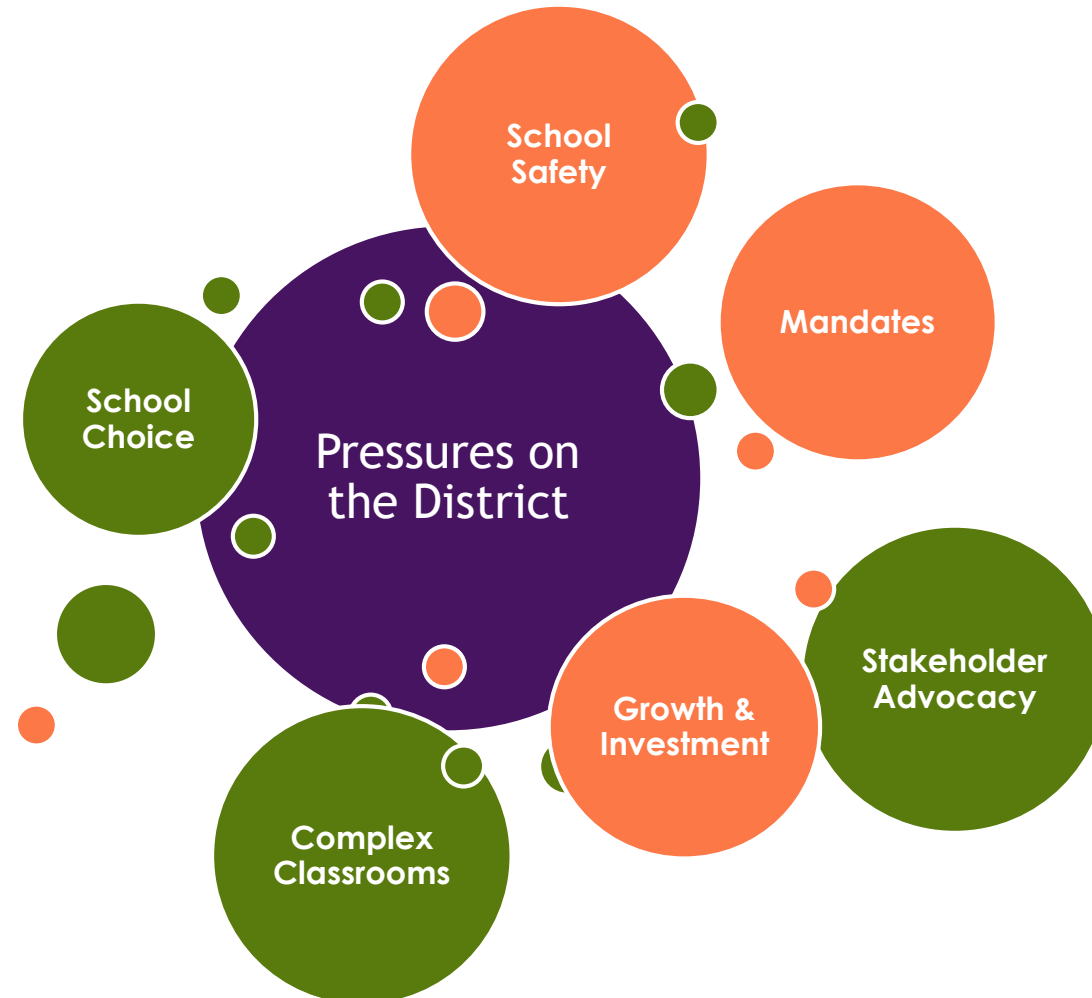 School
Safety
Mandates
School
Choice
Pressures on
the District
Stakeholder
Advocacy
Growth &
Investment
Complex
Classrooms